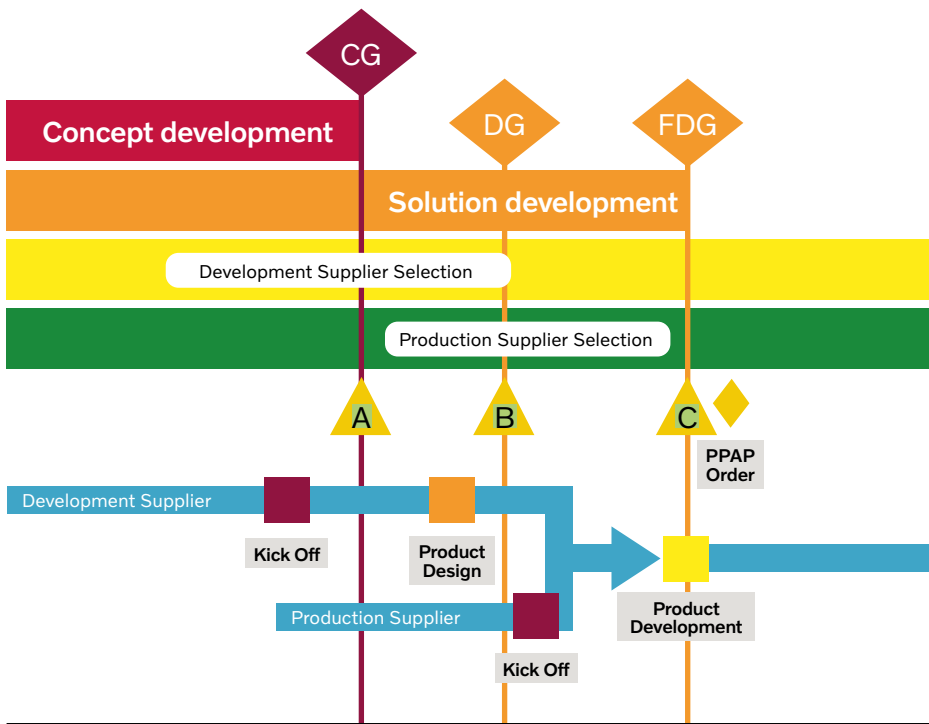 CG
DG
FDG
Concept development
Solution development
Development Supplier Selection
Production Supplier Selection
A
B
C
PPAP
Order
Development Supplier
Kick Off
Product
Design
Production Supplier
Kick Off
Product
Development